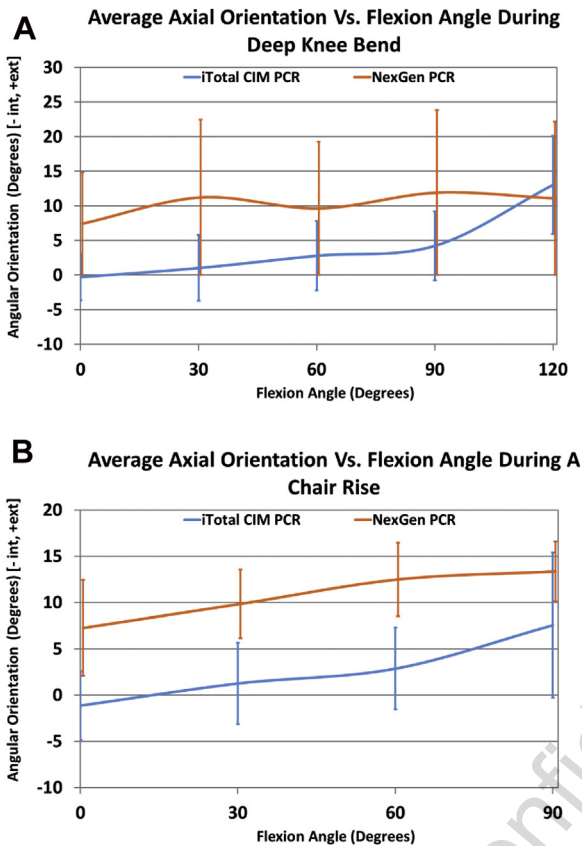 A
Average Axial Orientation Vs. Flexion Angle During
Deep Knee Bend
iTotal CIM PCR
NexGen PCR
Angular Orientation (Degrees) [- int, +ext]
30
25
20
15
10
5
0
-5
-10
0 30 60 90 120
Flexion Angle (Degrees)
B
Average Axial Orientation Vs. Flexion Angle During A
Chair Rise
iTotal CIM PCR
NexGen PCR
Angular Orientation (Degrees) [- int, +ext]
20
15
10
5
0
-5
-10
0 30 60 90
Flexion Angle (Degrees)
onfi